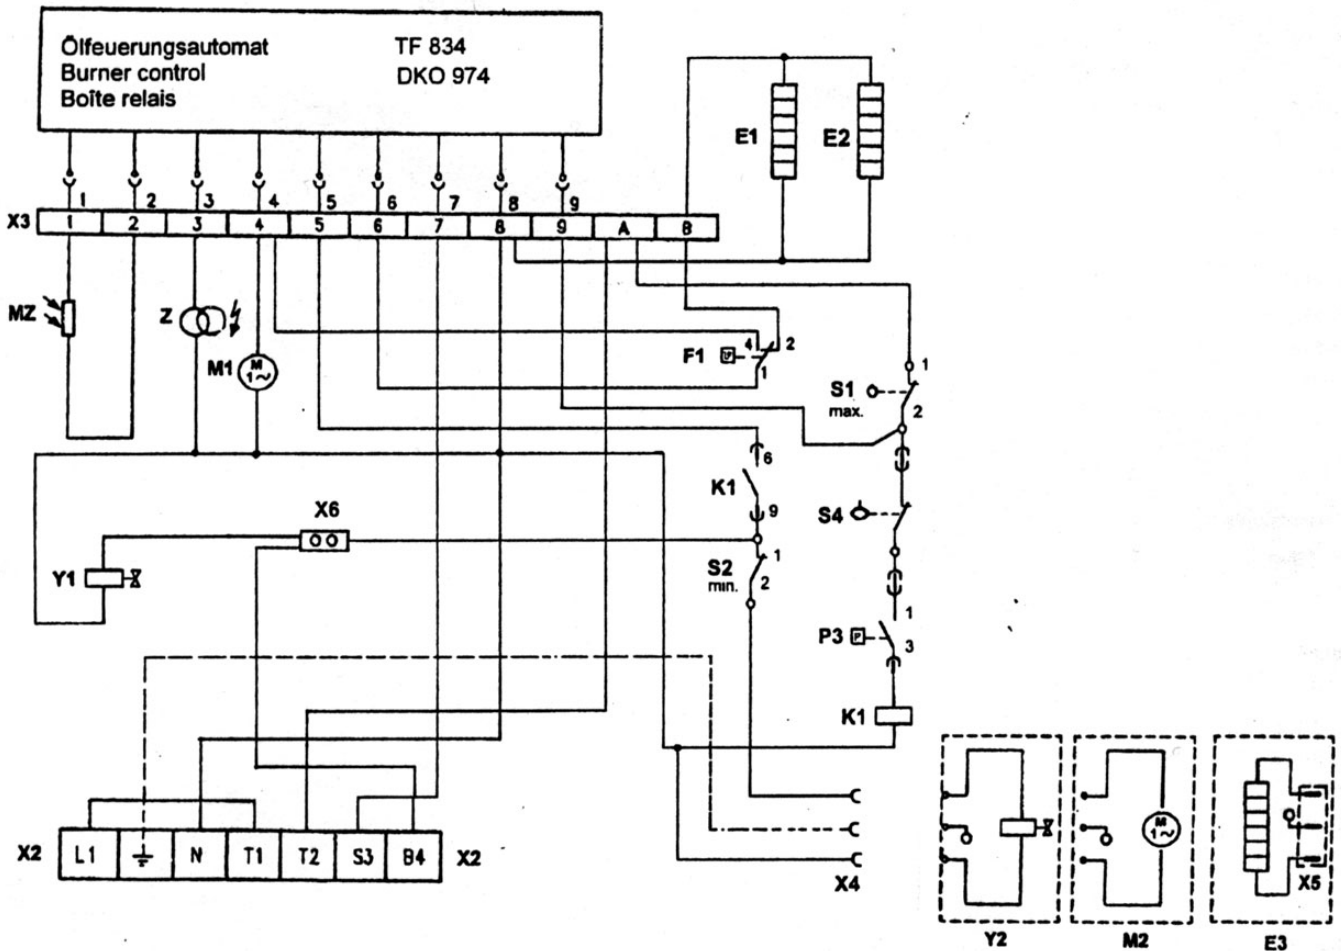 Ölfeuerungsautomat TF 834
Burner control DKO 974
Boîte relais
E1 E2
1 2 3 4 5 6 7 8 9
X3 1 2 3 4 5 6 7 8 9 A B
MZ Z M1 M 1~
F1 P 4 2 1
S1 max. 1 2
K1 6 9
X6
S4
Y1
S2 min. 1 2
P3 P 1 3
K1
X2 L1 N T1 T2 S3 B4 X2
X4
M 1~
X5
Y2 M2 E3